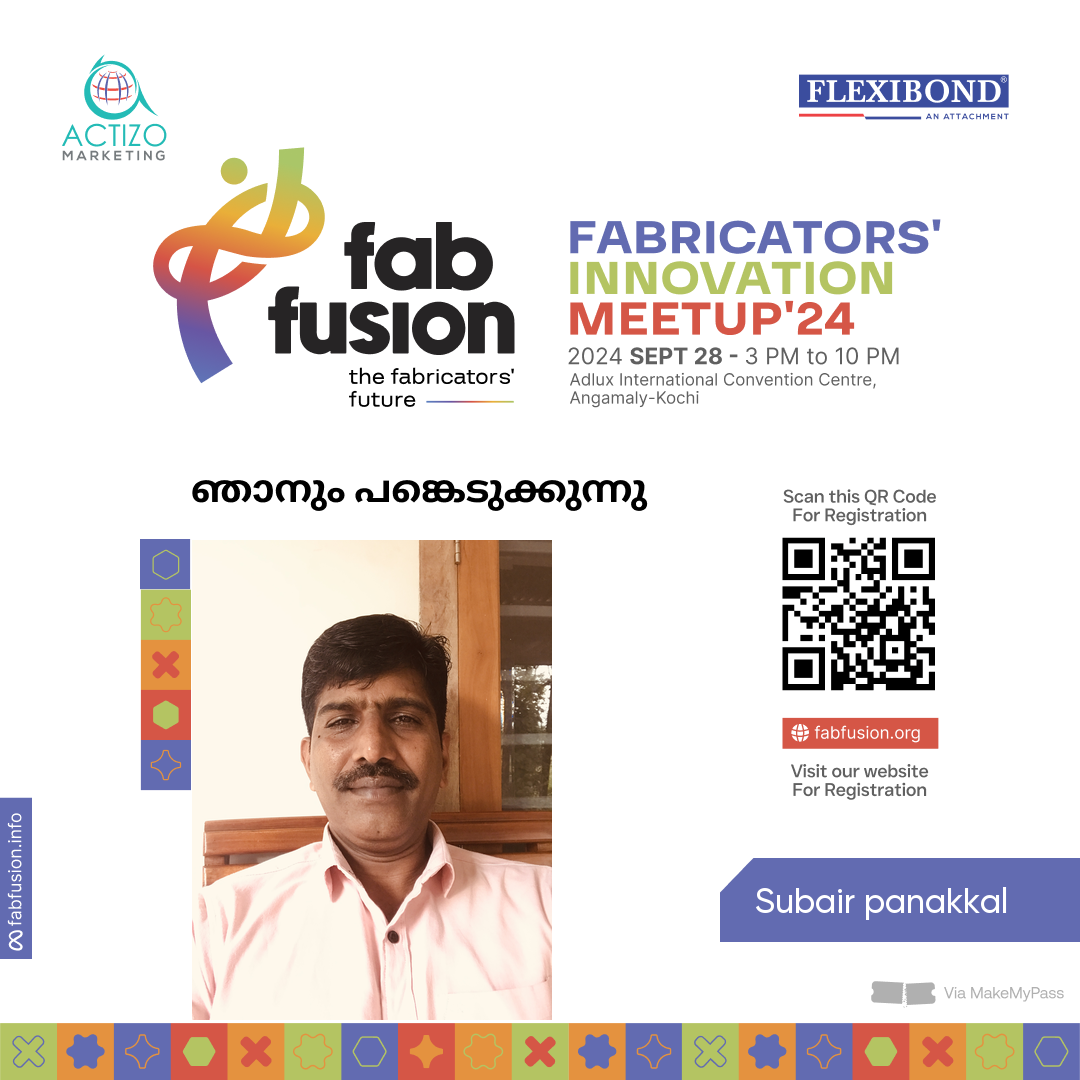 ACTIZO
MARKETING
FLEXIBOND®
AN ATTACHMENT
fab
fusion
the fabricators'
future
FABRICATORS'
INNOVATION
MEETUP'24
2024 SEPT 28 - 3 PM to 10 PM
Adlux International Convention Centre,
Angamaly-Kochi
ഞാനും പങ്കെടുക്കുന്നു
Scan this QR Code
For Registration
fabfusion.org
Visit our website
For Registration
fabfusion.info
Subair panakkal
Via MakeMyPass